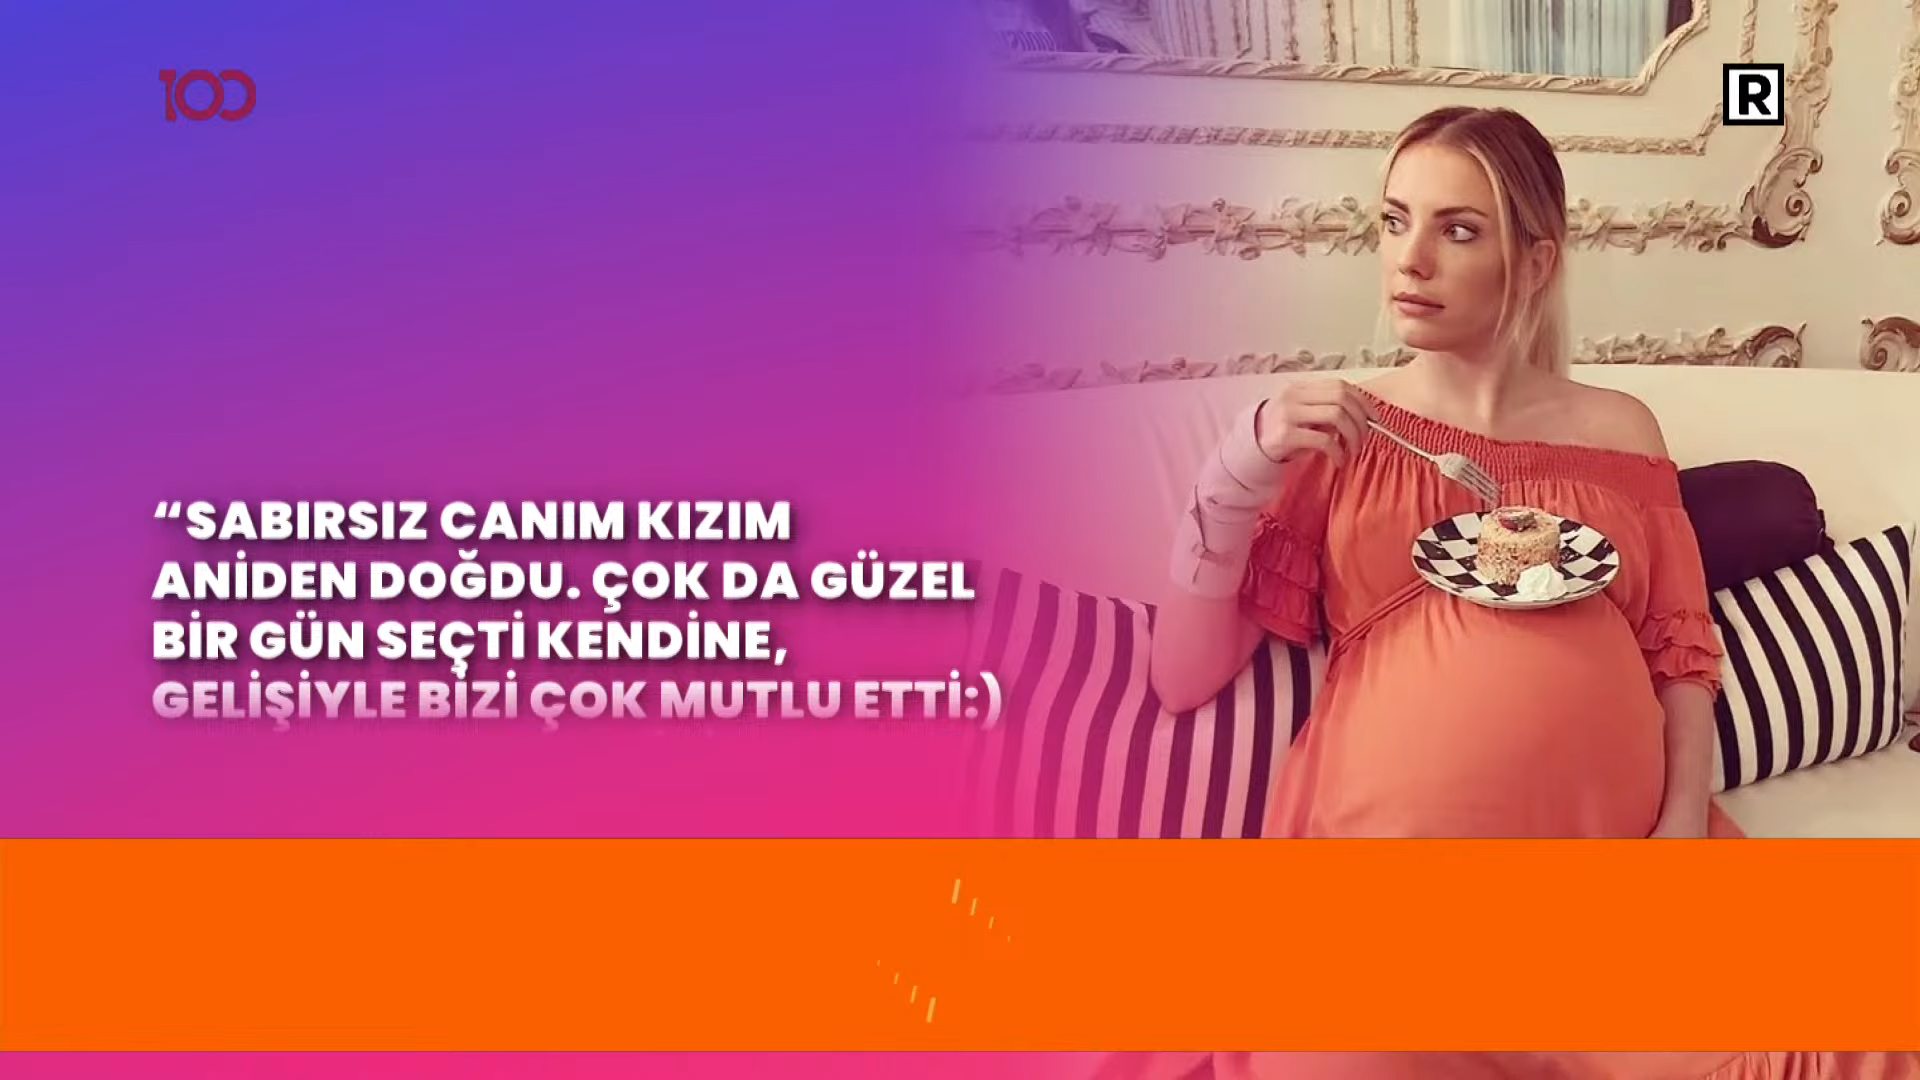 100
R
“SABIRSIZ CANIM KIZIM
ANİDEN DOĞDU. ÇOK DA GÜZEL
BİR GÜN SEÇTİ KENDİNE,
GELİŞİYLE BİZİ ÇOK MUTLU ETTİ:)